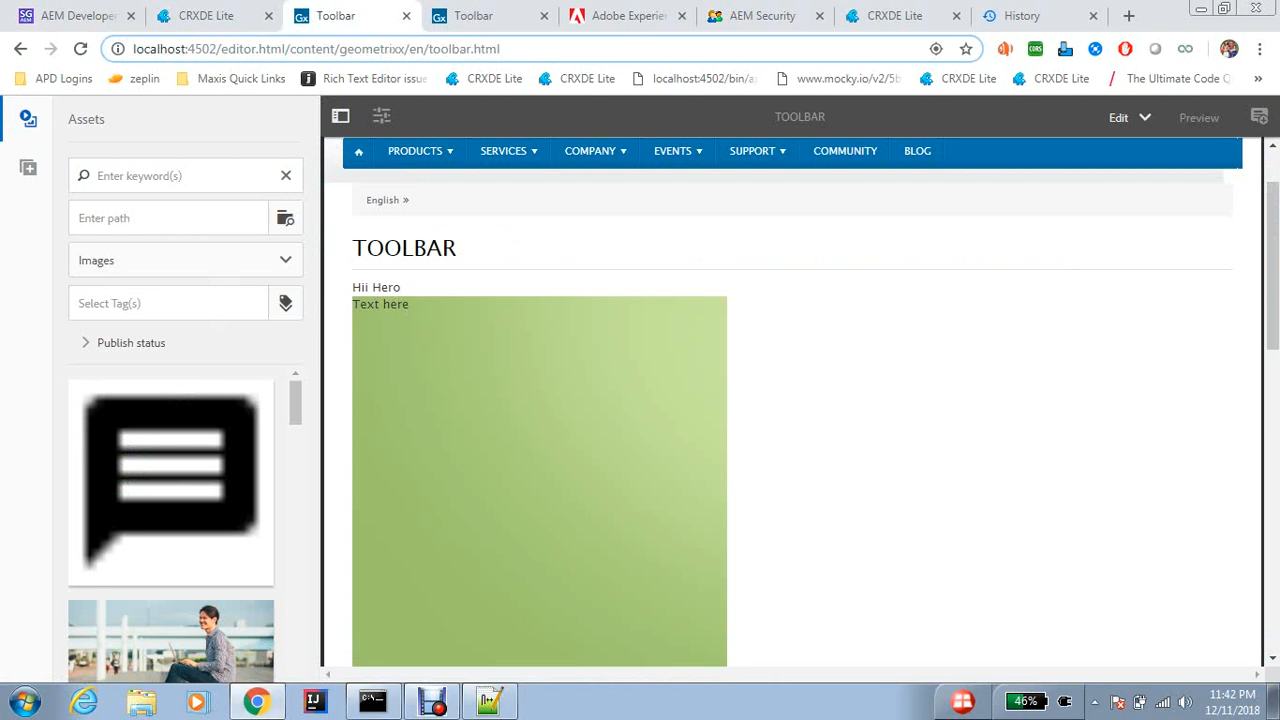 AEM Develope
CRXDE Lite
Toolbar
Toolbar
Adobe Experie
AEM Security
CRXDE Lite
History
localhost:4502/editor.html/content/geometrixx/en/toolbar.html
APD Logins
zeplin
Maxis Quick Links
Rich Text Editor issue
CRXDE Lite
CRXDE Lite
localhost:4502/bin/a
www.mocky.io/v2/5b
CRXDE Lite
CRXDE Lite
The Ultimate Code Q
»
Assets
TOOLBAR
Edit
Preview
PRODUCTS
SERVICES
COMPANY
EVENTS
SUPPORT
COMMUNITY
BLOG
Enter keyword(s)
Enter path
Images
Select Tag(s)
Publish status
English »
TOOLBAR
Hii Hero
Text here
46%
11:42 PM
12/11/2018